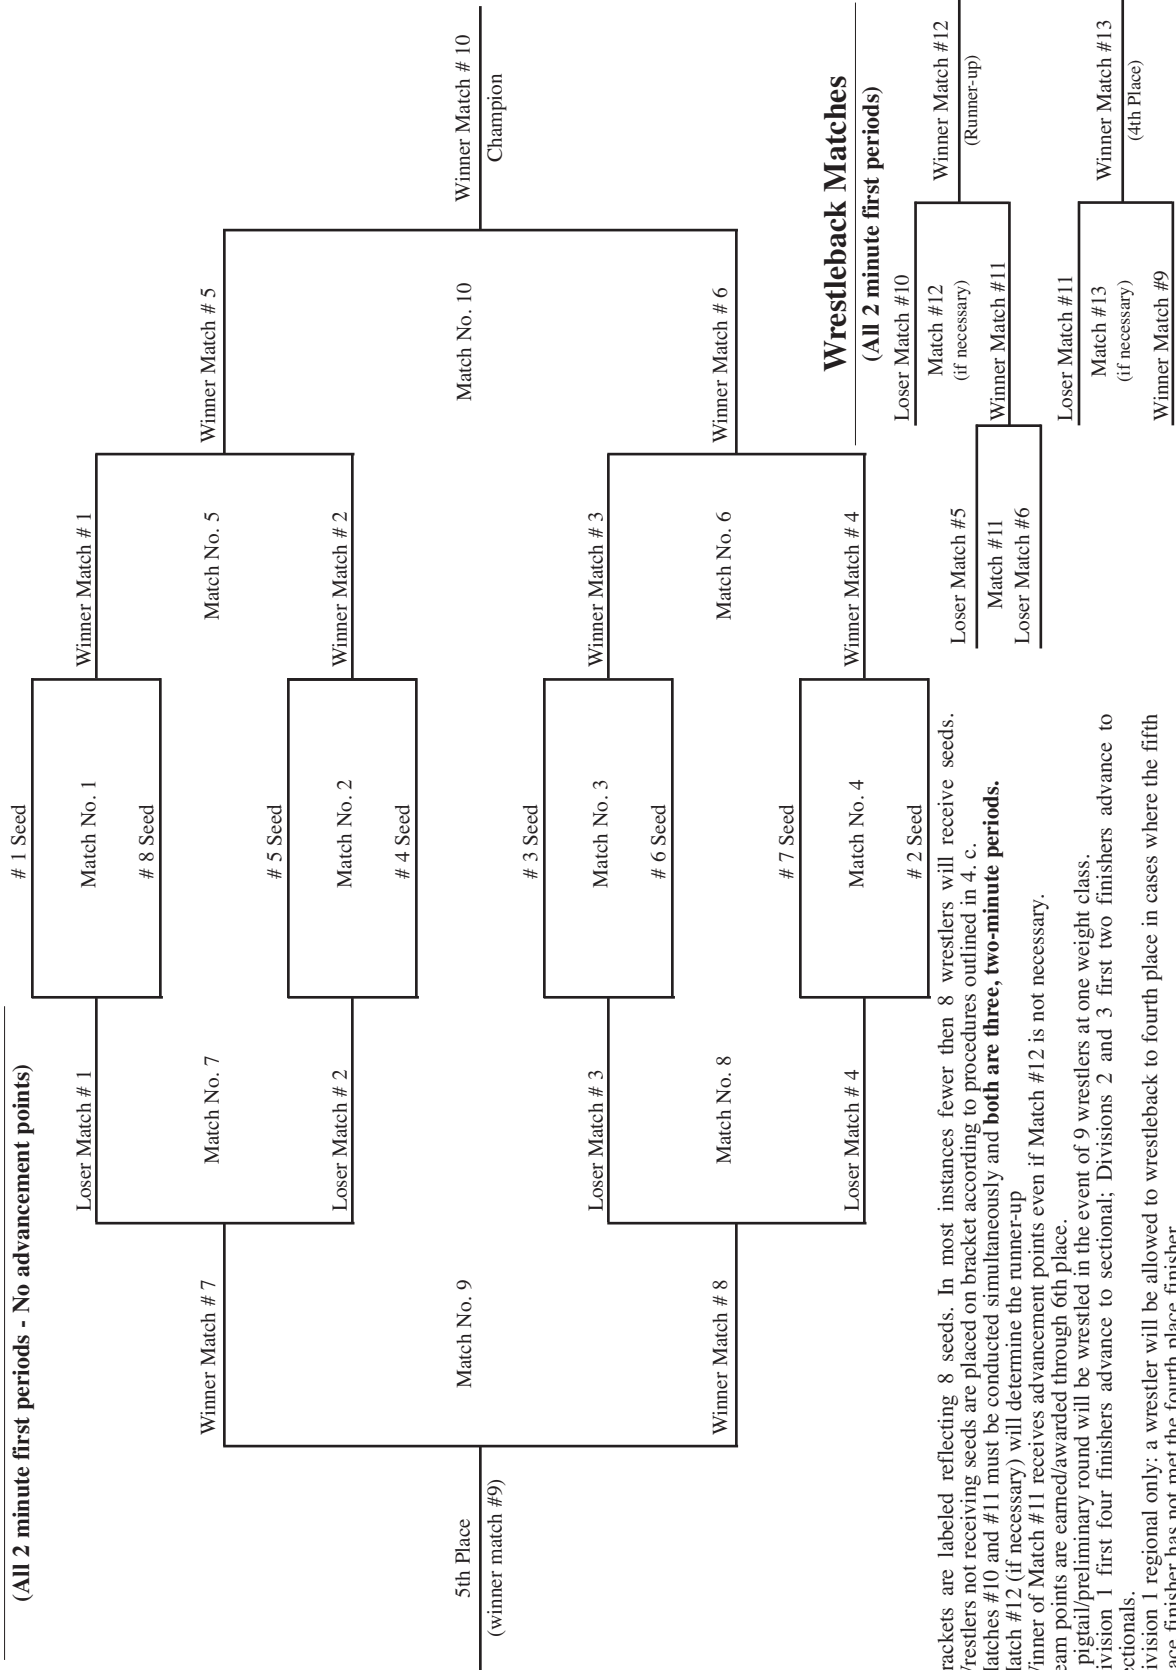 (All 2 minute first periods - No advancement points)
# 1 Seed
Match No. 1
# 8 Seed
# 5 Seed
Match No. 2
# 4 Seed
# 3 Seed
Match No. 3
# 6 Seed
# 7 Seed
Match No. 4
# 2 Seed
Winner Match # 1
Match No. 5
Winner Match # 2
Winner Match # 3
Match No. 6
Winner Match # 4
Winner Match # 5
Match No. 10
Winner Match # 6
Winner Match # 10
Champion
Loser Match # 1
Match No. 7
Loser Match # 2
Loser Match # 3
Match No. 8
Loser Match # 4
Winner Match # 7
Match No. 9
Winner Match # 8
5th Place
(winner match #9)
Wrestleback Matches
(All 2 minute first periods)
Loser Match #5
Match #11
Loser Match #6
Loser Match #10
Match #12
(if necessary)
Winner Match #11
Winner Match #12
(Runner-up)
Loser Match #11
Match #13
(if necessary)
Winner Match #9
Winner Match #13
(4th Place)
rackets are labeled reflecting 8 seeds. In most instances fewer then 8 wrestlers will receive seeds.
restlers not receiving seeds are placed on bracket according to procedures outlined in 4. c.
atches #10 and #11 must be conducted simultaneously and both are three, two-minute periods.
atch #12 (if necessary) will determine the runner-up
inner of Match #11 receives advancement points even if Match #12 is not necessary.
eam points are earned/awarded through 6th place.
pigtail/preliminary round will be wrestled in the event of 9 wrestlers at one weight class.
ivision 1 first four finishers advance to sectional; Divisions 2 and 3 first two finishers advance to
ctionals.
ivision 1 regional only: a wrestler will be allowed to wrestleback to fourth place in cases where the fifth
ace finisher has not met the fourth place finisher